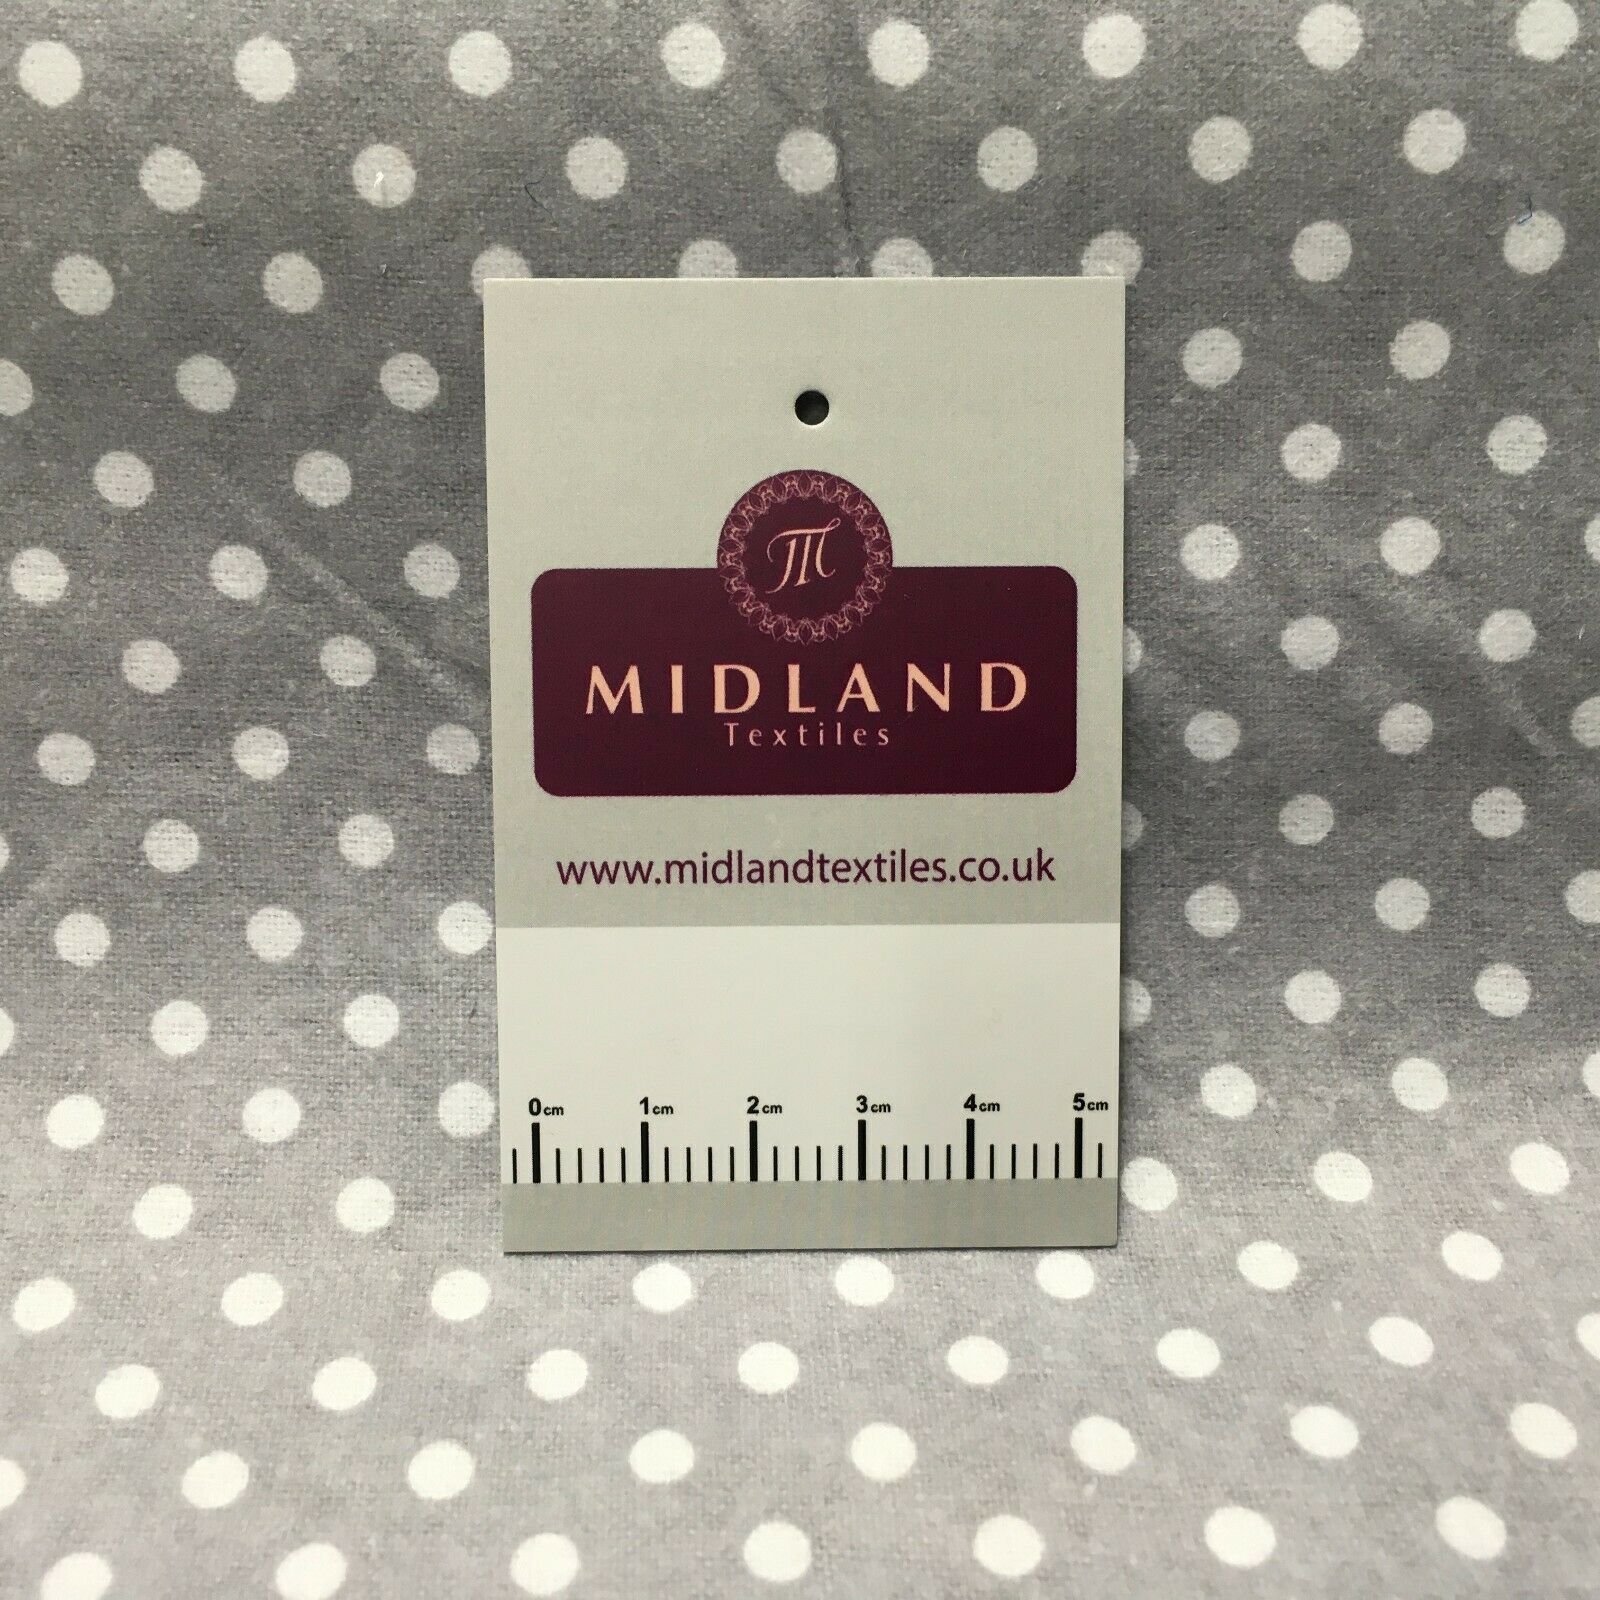 M
MIDLAND
Textiles
www.midlandtextiles.co.uk
0cm 1cm 2cm 3cm 4cm 5cm